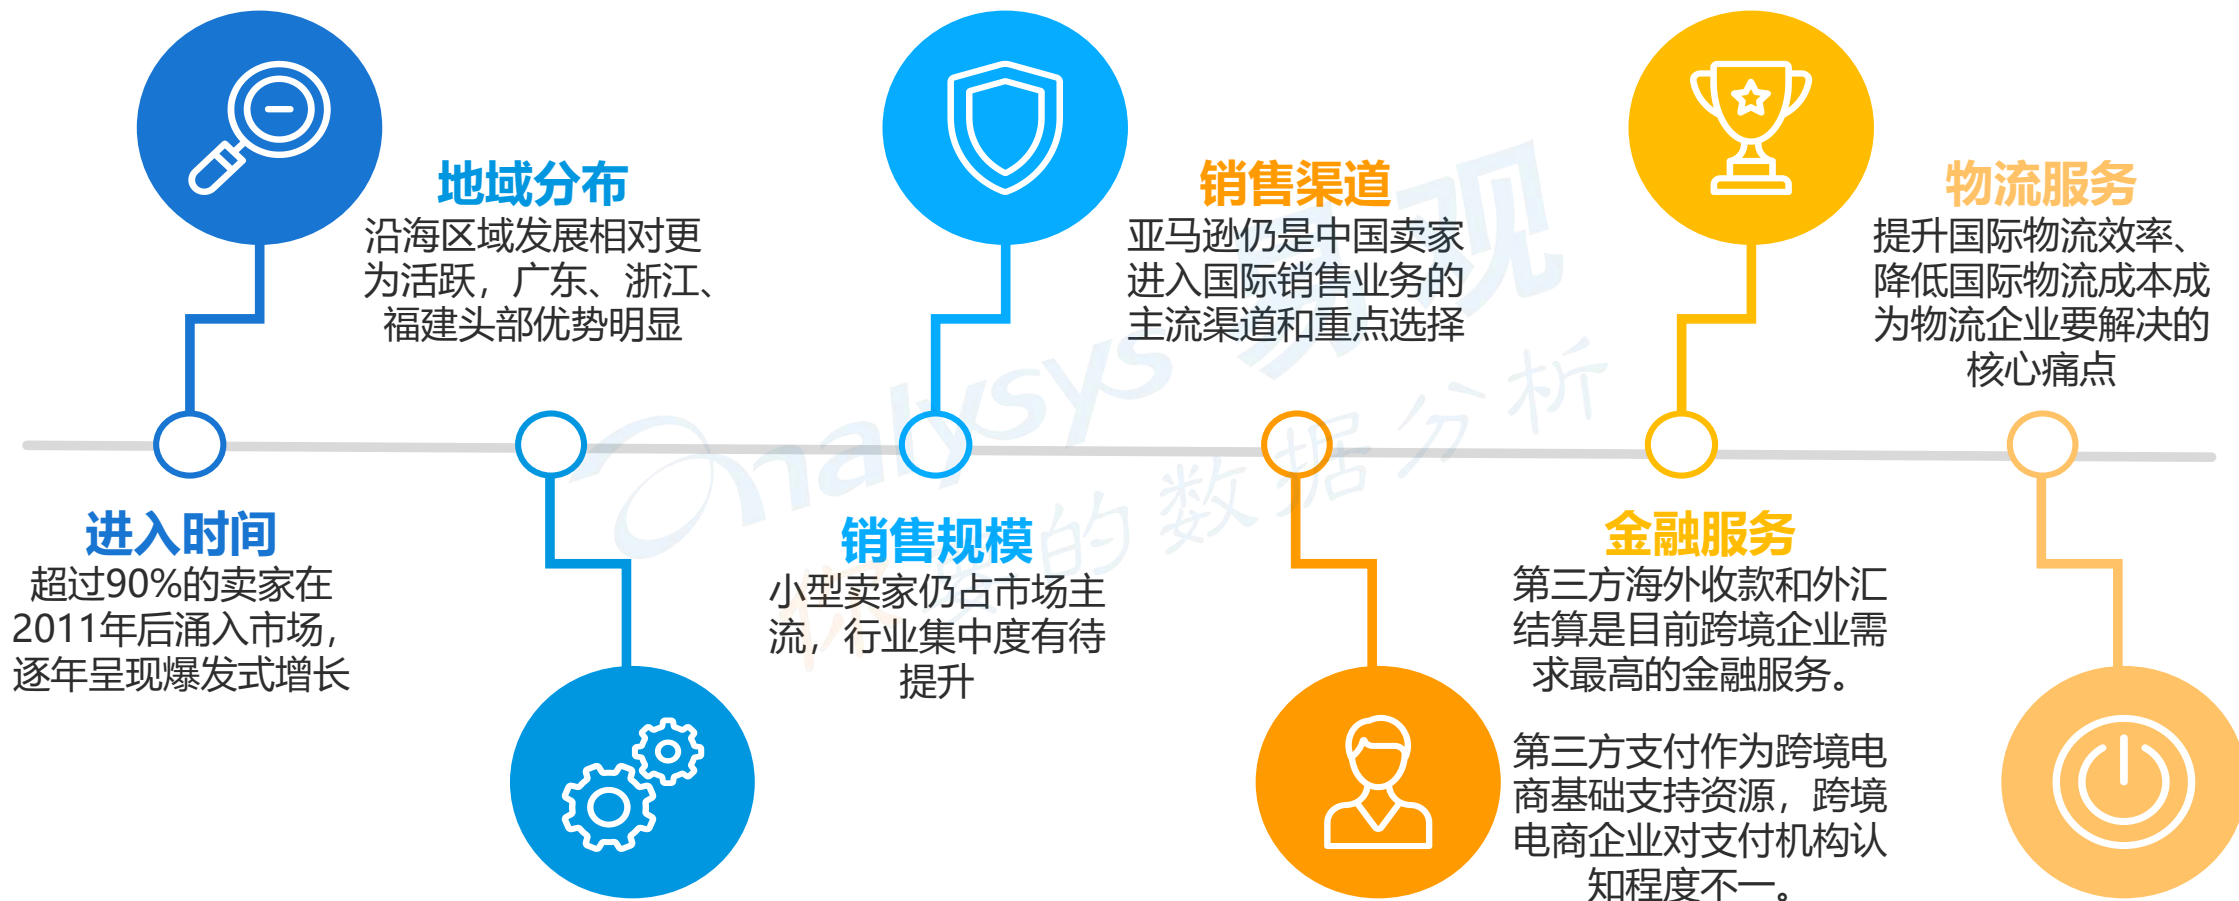 进入时间
超过90%的卖家在
2011年后涌入市场，
逐年呈现爆发式增长
地域分布
沿海区域发展相对更
为活跃，广东、浙江、
福建头部优势明显
销售规模
小型卖家仍占市场主
流，行业集中度有待
提升
销售渠道
亚马逊仍是中国卖家
进入国际销售业务的
主流渠道和重点选择
金融服务
第三方海外收款和外汇
结算是目前跨境企业需
求最高的金融服务。
第三方支付作为跨境电
商基础支持资源，跨境
电商企业对支付机构认
知程度不一。
物流服务
提升国际物流效率、
降低国际物流成本成
为物流企业要解决的
核心痛点
analysys 易观
你要的数据分析